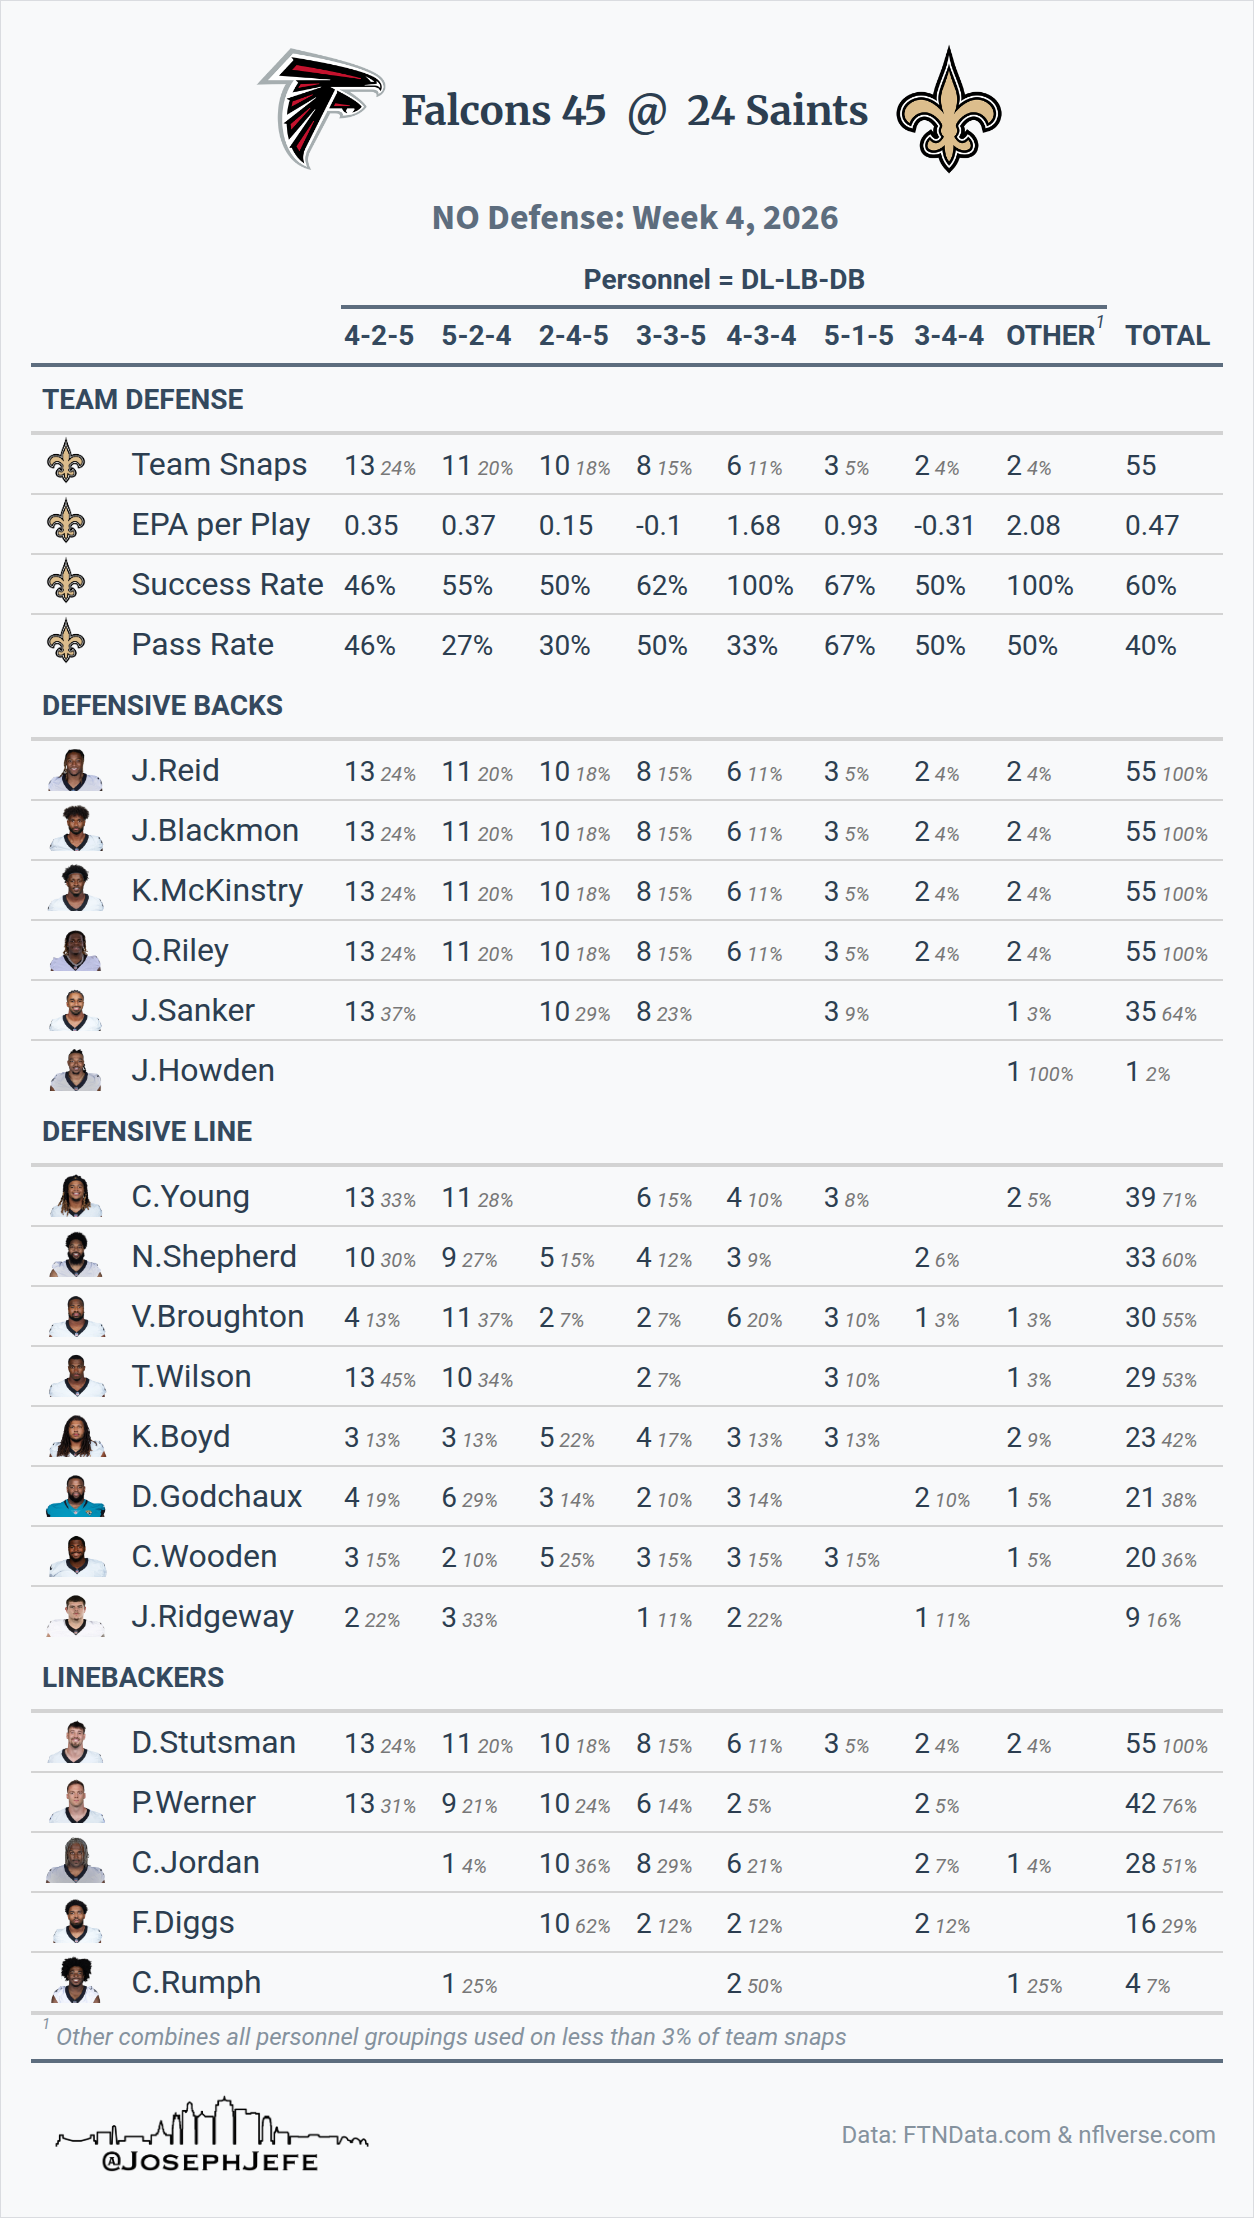 Falcons 45 @ 24 Saints
NO Defense: Week 4, 2026
Personnel = DL-LB-DB
4-2-5 5-2-4 2-4-5 3-3-5 4-3-4 5-1-5 3-4-4 OTHER1 TOTAL
TEAM DEFENSE
Team Snaps 13 24% 11 20% 10 18% 8 15% 6 11% 3 5% 2 4% 2 4% 55
EPA per Play 0.35 0.37 0.15 -0.1 1.68 0.93 -0.31 2.08 0.47
Success Rate 46% 55% 50% 62% 100% 67% 50% 100% 60%
Pass Rate 46% 27% 30% 50% 33% 67% 50% 50% 40%
DEFENSIVE BACKS
J.Reid 13 24% 11 20% 10 18% 8 15% 6 11% 3 5% 2 4% 2 4% 55 100%
J.Blackmon 13 24% 11 20% 10 18% 8 15% 6 11% 3 5% 2 4% 2 4% 55 100%
K.McKinstry 13 24% 11 20% 10 18% 8 15% 6 11% 3 5% 2 4% 2 4% 55 100%
Q.Riley 13 24% 11 20% 10 18% 8 15% 6 11% 3 5% 2 4% 2 4% 55 100%
J.Sanker 13 37% 10 29% 8 23% 3 9% 1 3% 35 64%
J.Howden 1 100% 1 2%
DEFENSIVE LINE
C.Young 13 33% 11 28% 6 15% 4 10% 3 8% 2 5% 39 71%
N.Shepherd 10 30% 9 27% 5 15% 4 12% 3 9% 2 6% 33 60%
V.Broughton 4 13% 11 37% 2 7% 2 7% 6 20% 3 10% 1 3% 1 3% 30 55%
T.Wilson 13 45% 10 34% 2 7% 3 10% 1 3% 29 53%
K.Boyd 3 13% 3 13% 5 22% 4 17% 3 13% 3 13% 2 9% 23 42%
D.Godchaux 4 19% 6 29% 3 14% 2 10% 3 14% 2 10% 1 5% 21 38%
C.Wooden 3 15% 2 10% 5 25% 3 15% 3 15% 3 15% 1 5% 20 36%
J.Ridgeway 2 22% 3 33% 1 11% 2 22% 1 11% 9 16%
LINEBACKERS
D.Stutsman 13 24% 11 20% 10 18% 8 15% 6 11% 3 5% 2 4% 2 4% 55 100%
P.Werner 13 31% 9 21% 10 24% 6 14% 2 5% 2 5% 42 76%
C.Jordan 1 4% 10 36% 8 29% 6 21% 2 7% 1 4% 28 51%
F.Diggs 10 62% 2 12% 2 12% 2 12% 16 29%
C.Rumph 1 25% 2 50% 1 25% 4 7%
1 Other combines all personnel groupings used on less than 3% of team snaps
@JOSEPHJEFE
Data: FTNData.com & nflverse.com